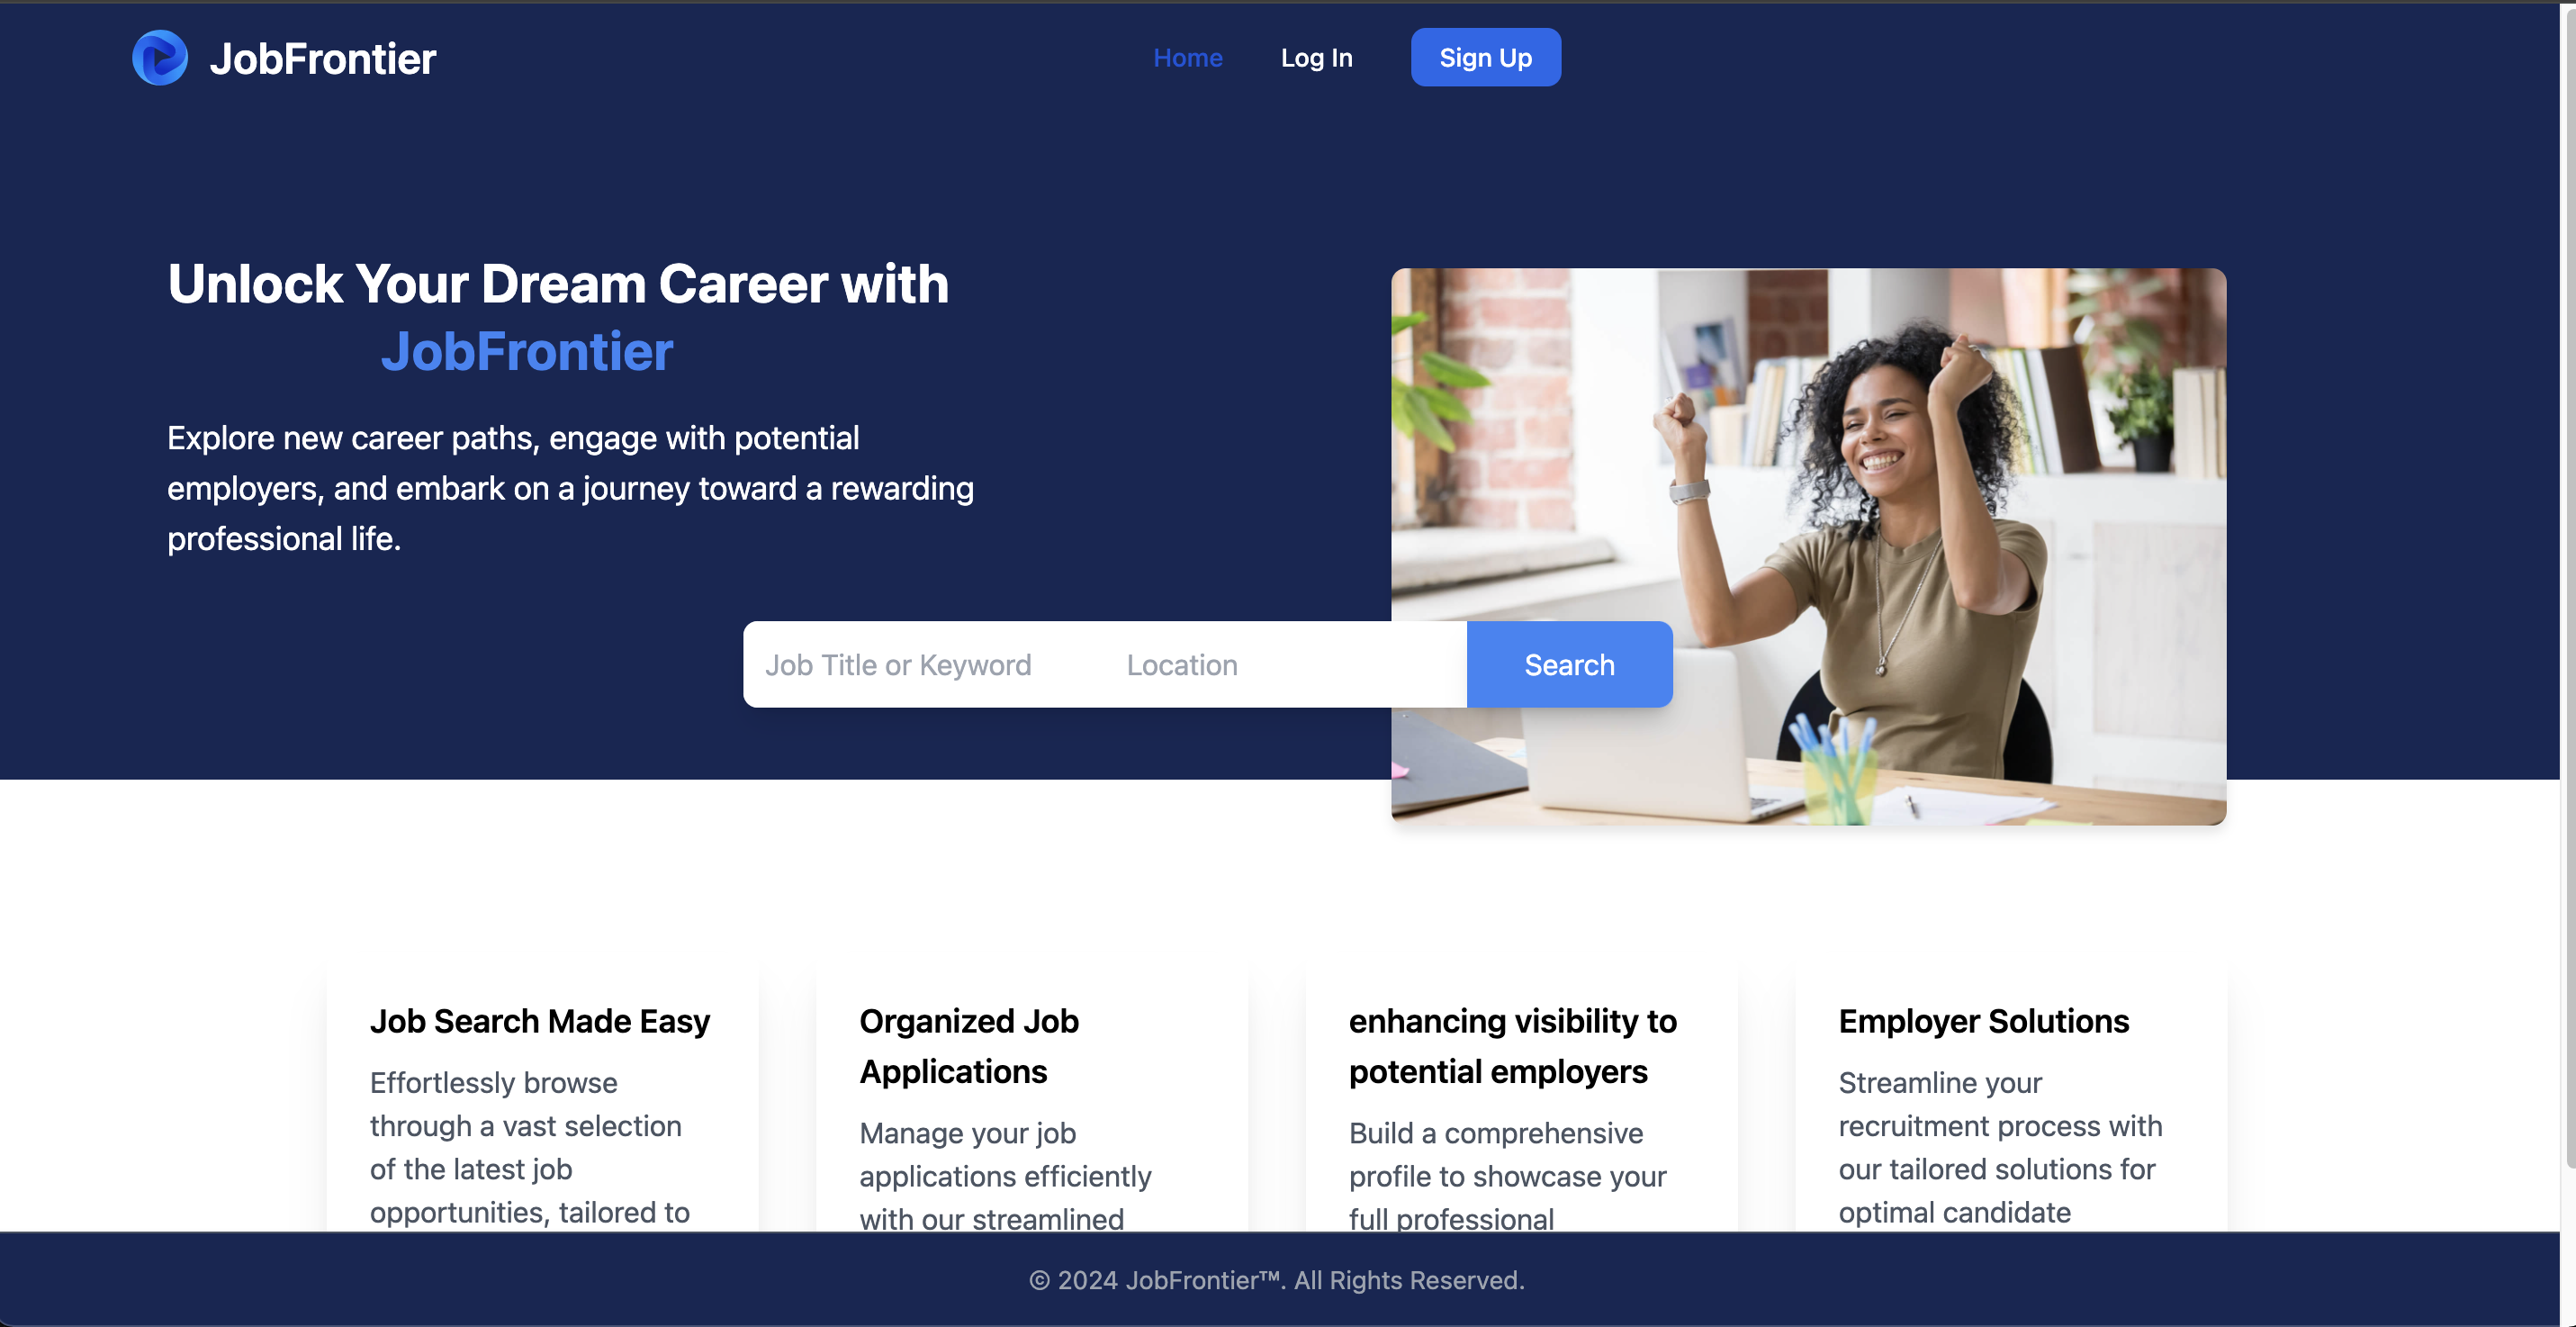 JobFrontier
Home
Log In
Sign Up
Unlock Your Dream Career with
JobFrontier
Explore new career paths, engage with potential
employers, and embark on a journey toward a rewarding
professional life.
Job Title or Keyword
Location
Search
Job Search Made Easy
Effortlessly browse
through a vast selection
of the latest job
opportunities, tailored to
Organized Job
Applications
Manage your job
applications efficiently
with our streamlined
enhancing visibility to
potential employers
Build a comprehensive
profile to showcase your
full professional
Employer Solutions
Streamline your
recruitment process with
our tailored solutions for
optimal candidate
© 2024 JobFrontier™. All Rights Reserved.